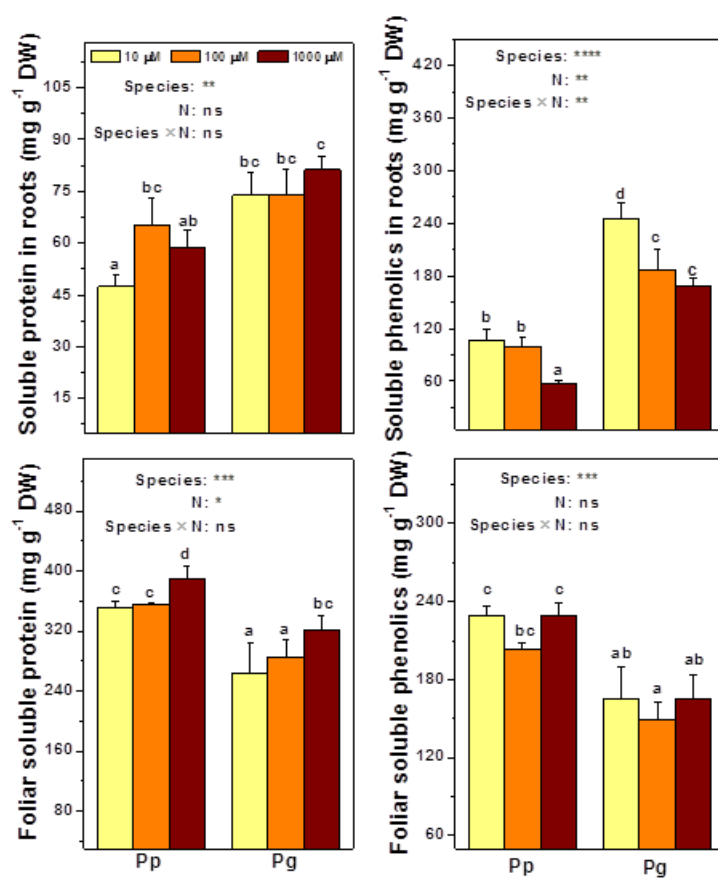 10 µM 100 µM 1000 µM
Species: **
N: ns
Species × N: ns
Soluble protein in roots (mg g⁻¹ DW)
105
90
75
60
45
30
15
a bc ab bc bc c
Species: ****
N: **
Species × N: **
Soluble phenolics in roots (mg g⁻¹ DW)
420
360
300
240
180
120
60
b b a d c c
Species: ***
N: *
Species × N: ns
Foliar soluble protein (mg g⁻¹ DW)
480
400
320
240
160
80
c c d a a bc
Pp Pg
Species: ***
N: ns
Species × N: ns
Foliar soluble phenolics (mg g⁻¹ DW)
300
240
180
120
60
c bc c ab a ab
Pp Pg